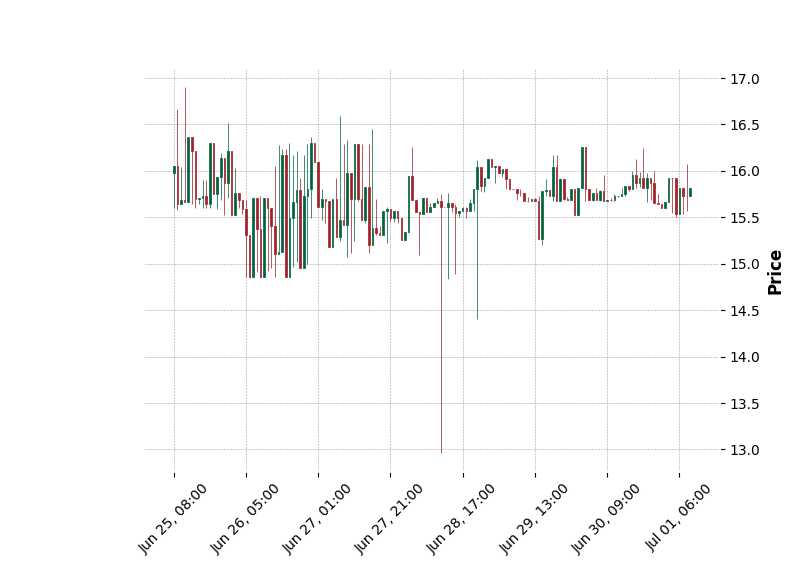 17.0
16.5
16.0
15.5
15.0
14.5
14.0
13.5
13.0
Price
Jun 25, 08:00
Jun 26, 05:00
Jun 27, 01:00
Jun 27, 21:00
Jun 28, 17:00
Jun 29, 13:00
Jun 30, 09:00
Jul 01, 06:00